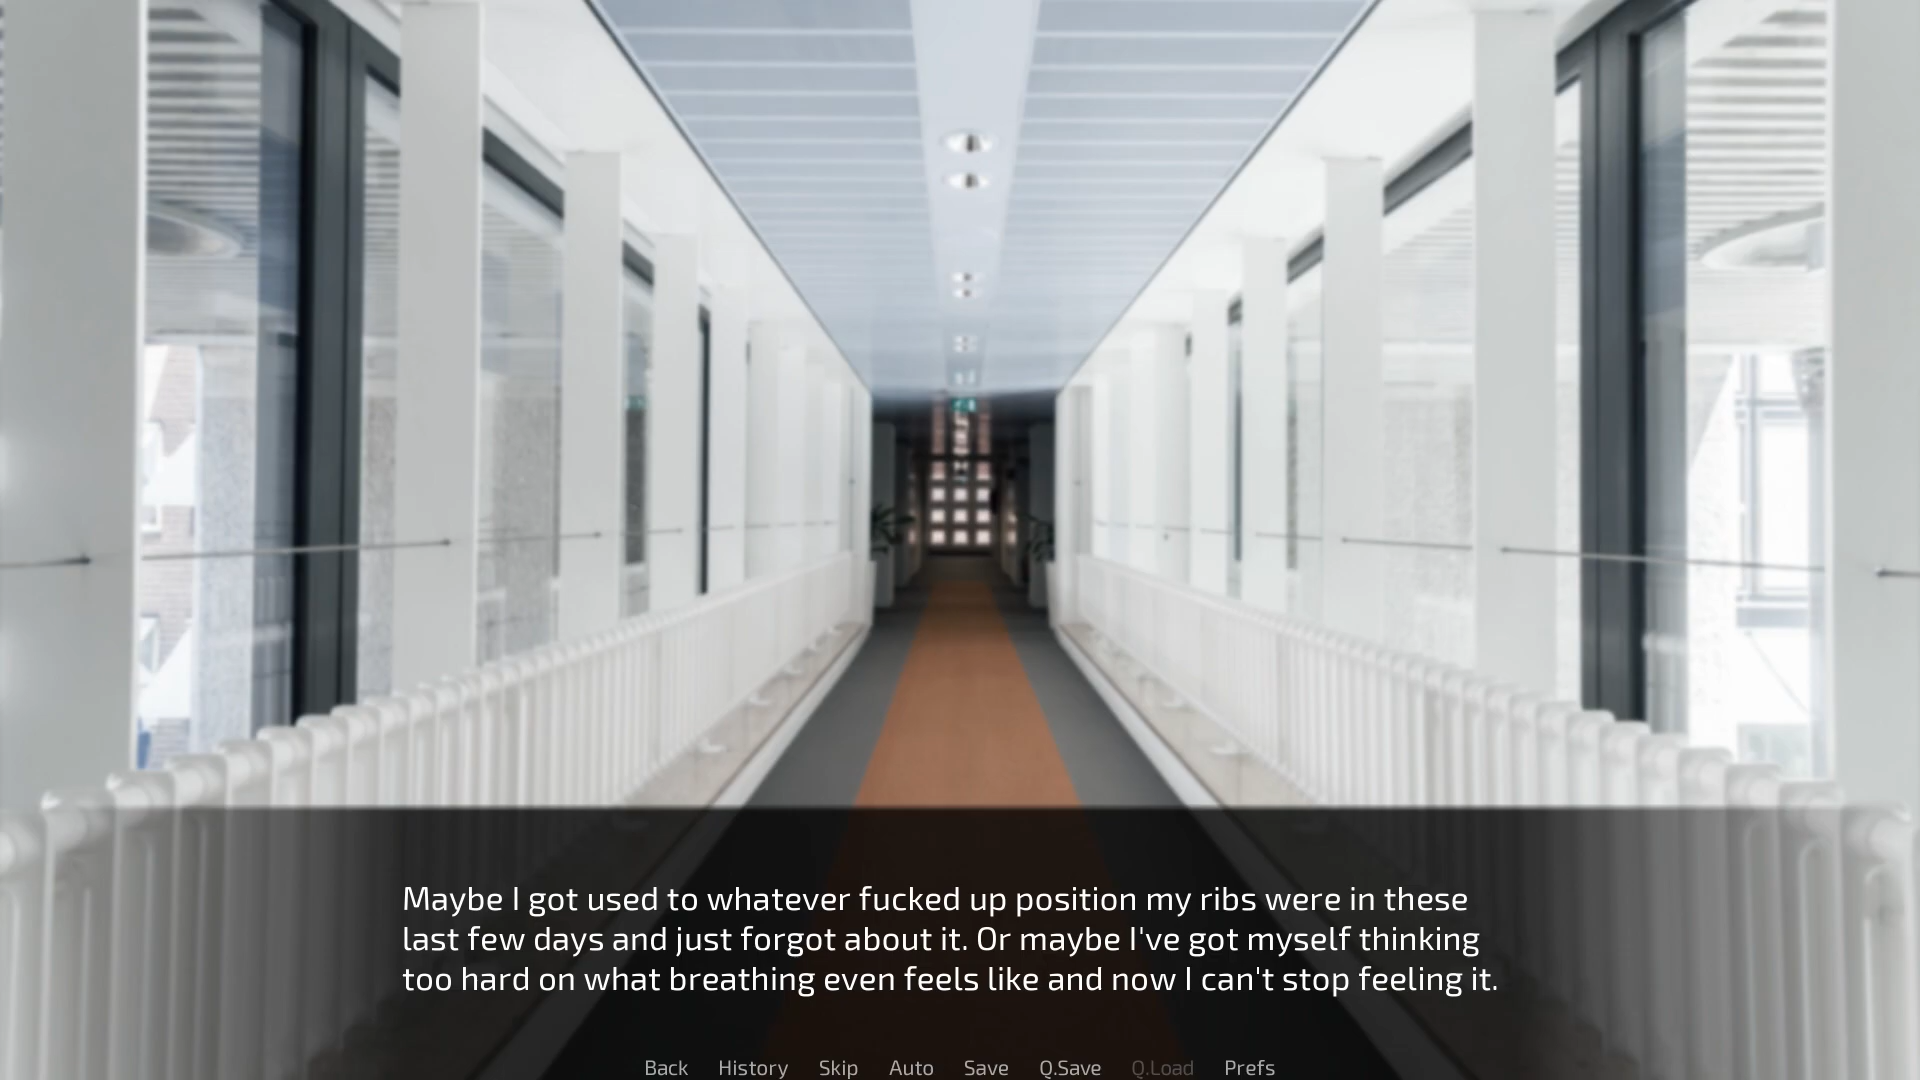 Maybe I got used to whatever fucked up position my ribs were in these
last few days and just forgot about it. Or maybe I've got myself thinking
too hard on what breathing even feels like and now I can't stop feeling it.
Back History Skip Auto Save Q.Save Q.Load Prefs